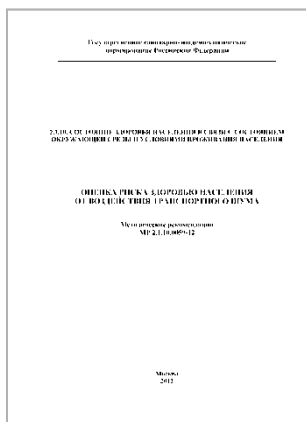 Государственное санитарно-эпидемиологическое
нормирование Российской Федерации
2.1.10. СОСТОЯНИЕ ЗДОРОВЬЯ НАСЕЛЕНИЯ В СВЯЗИ С СОСТОЯНИЕМ
ОКРУЖАЮЩЕЙ СРЕДЫ И УСЛОВИЯМИ ПРОЖИВАНИЯ НАСЕЛЕНИЯ
ОЦЕНКА РИСКА ЗДОРОВЬЮ НАСЕЛЕНИЯ
ОТ ВОЗДЕЙСТВИЯ ТРАНСПОРТНОГО ШУМА
Методические рекомендации
МР 2.1.10.0059-12
Москва
2012